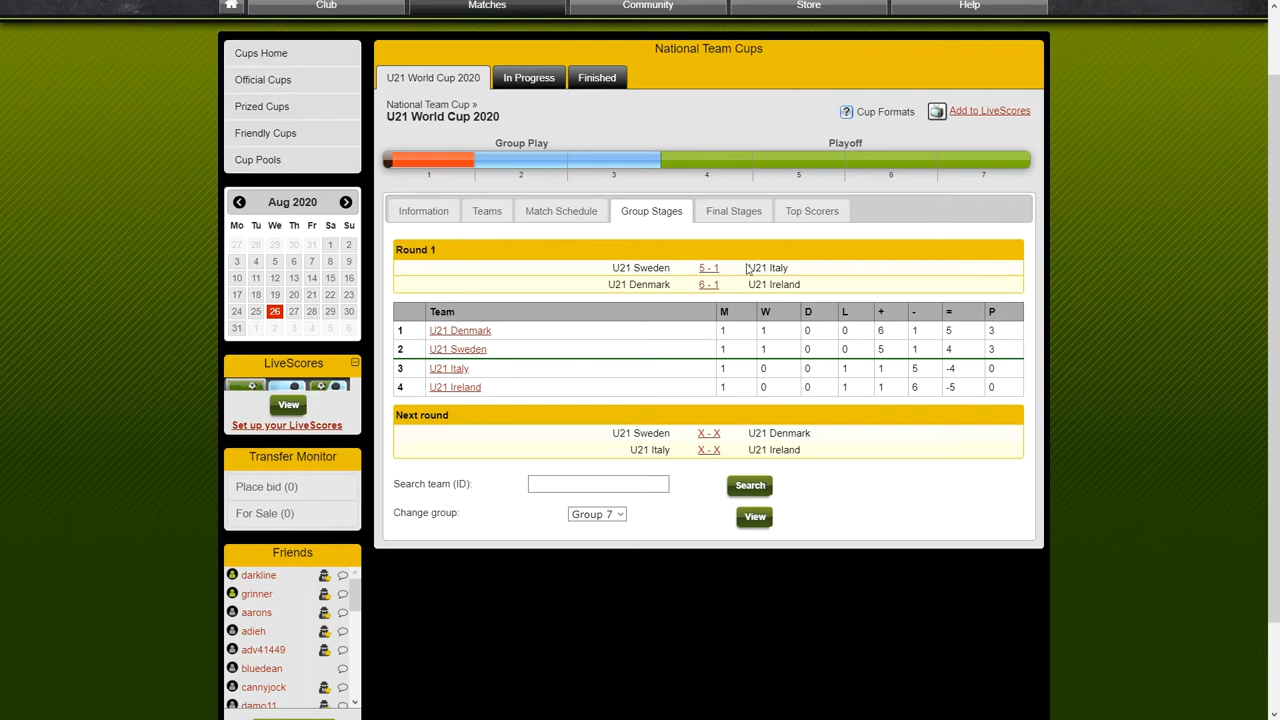 Club Matches Community Store Help
Cups Home
Official Cups
Prized Cups
Friendly Cups
Cup Pools
Aug 2020
Mo Tu We Th Fr Sa Su
27 28 29 30 31 1 2
3 4 5 6 7 8 9
10 11 12 13 14 15 16
17 18 19 20 21 22 23
24 25 26 27 28 29 30
31 1 2 3 4 5 6
LiveScores
View
Set up your LiveScores
Transfer Monitor
Place bid (0)
For Sale (0)
Friends
darkline
grinner
aarons
adieh
adv41449
bluedean
cannyjock
damo11
National Team Cups
U21 World Cup 2020 In Progress Finished
National Team Cup »
U21 World Cup 2020
? Cup Formats Add to LiveScores
Group Play Playoff
1 2 3 4 5 6 7
Information Teams Match Schedule Group Stages Final Stages Top Scorers
Round 1
U21 Sweden 5 - 1 U21 Italy
U21 Denmark 6 - 1 U21 Ireland
Team M W D L + - = P
1 U21 Denmark 1 1 0 0 6 1 5 3
2 U21 Sweden 1 1 0 0 5 1 4 3
3 U21 Italy 1 0 0 1 1 5 -4 0
4 U21 Ireland 1 0 0 1 1 6 -5 0
Next round
U21 Sweden X - X U21 Denmark
U21 Italy X - X U21 Ireland
Search team (ID): Search
Change group: Group 7 View